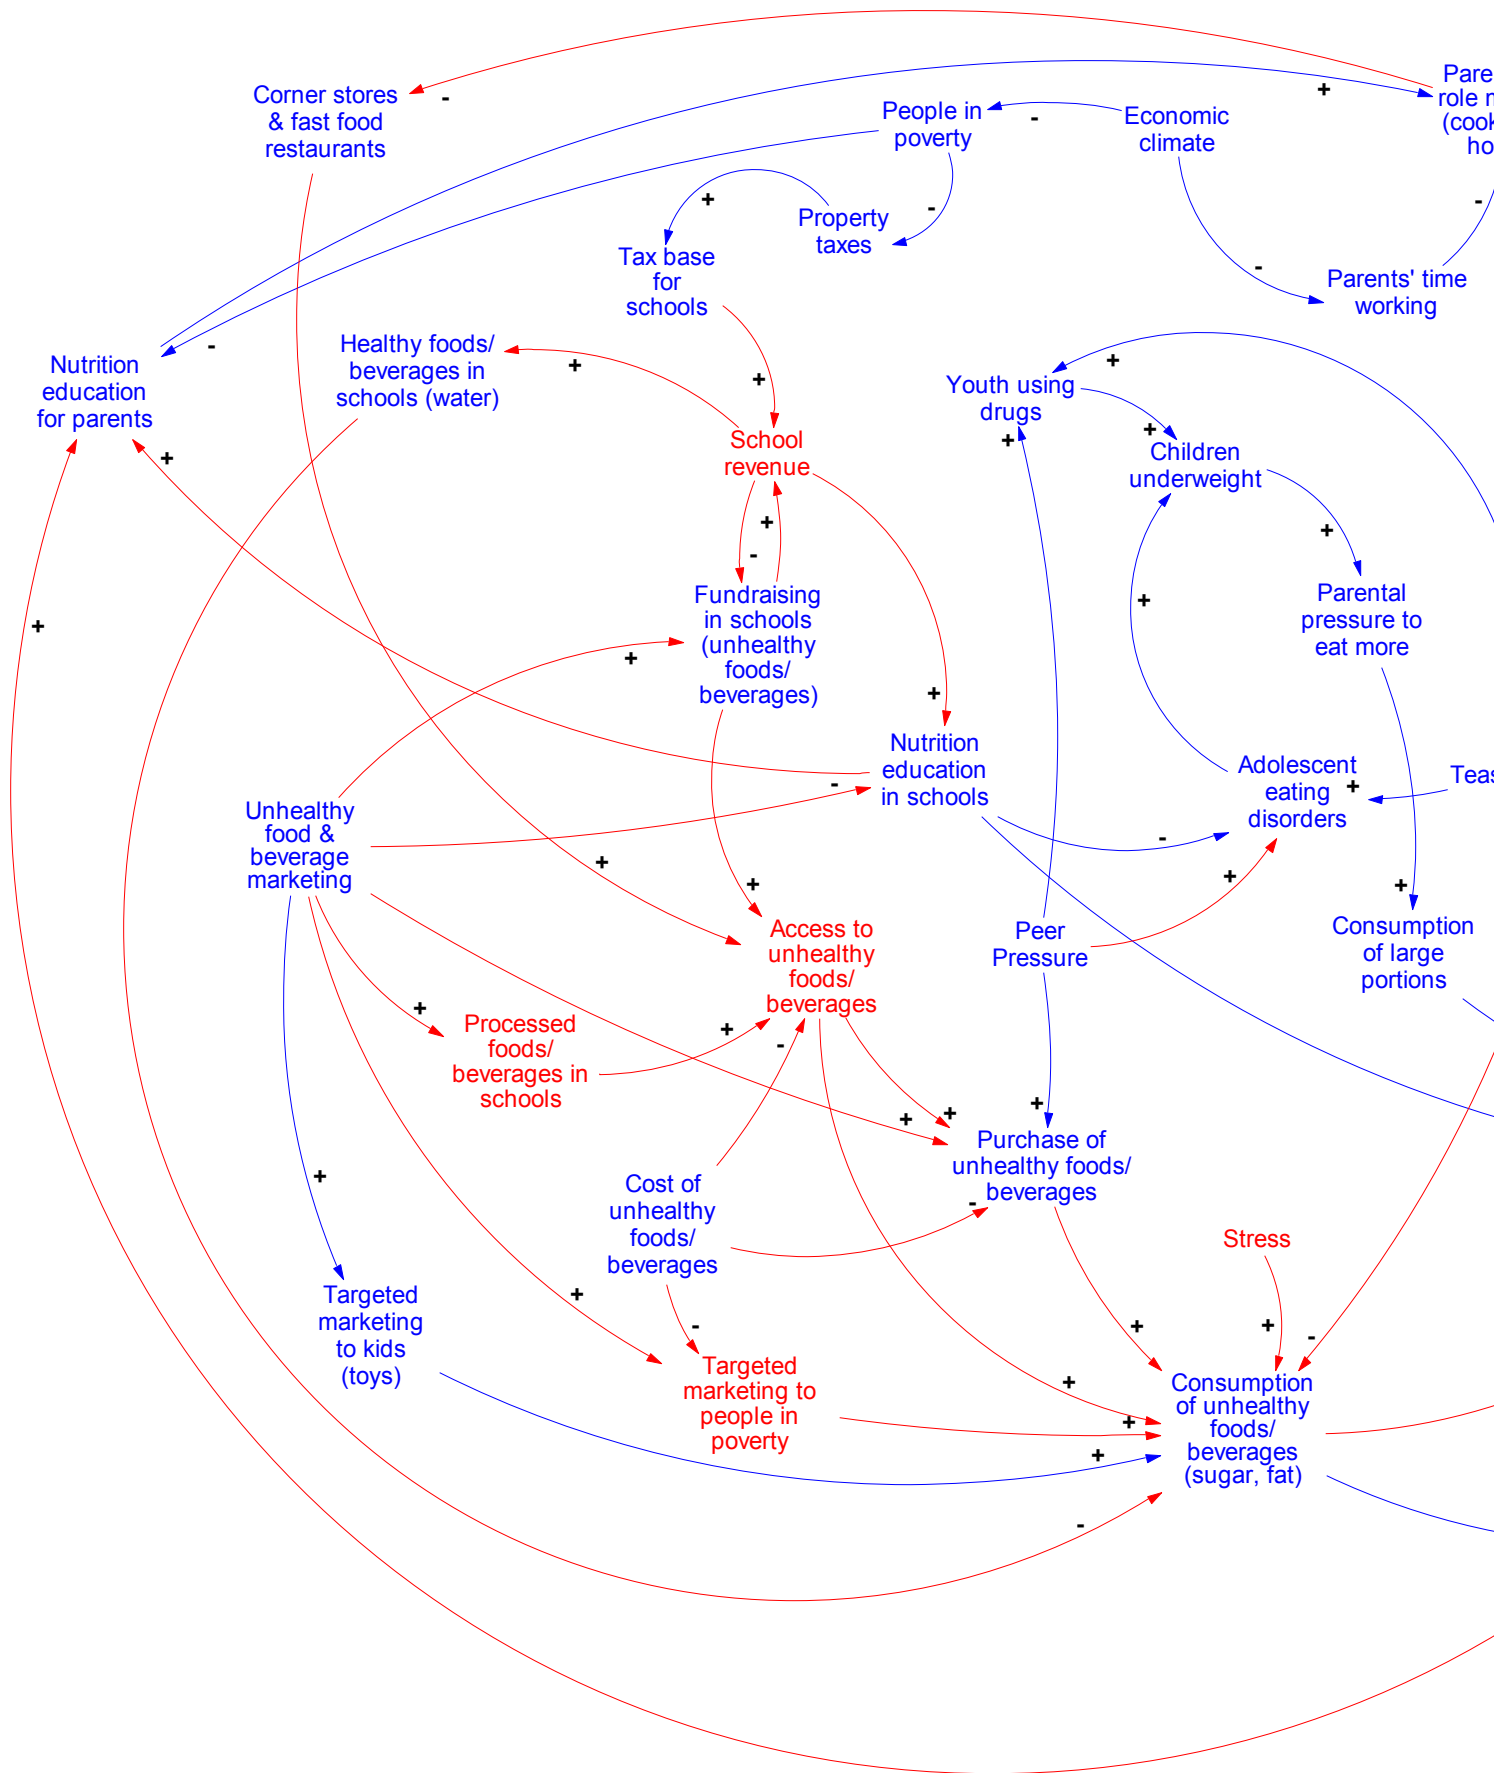 Corner stores
& fast food
restaurants
People in
poverty
Economic
climate
role
Property
taxes
Tax base
for
schools
Parents' time
working
Nutrition
education
for parents
Healthy foods/
beverages in
schools (water)
Youth using
drugs
School
revenue
Children
underweight
Fundraising
in schools
(unhealthy
foods/
beverages)
Parental
pressure to
eat more
Nutrition
education
in schools
Adolescent
eating
disorders
Unhealthy
food &
beverage
marketing
Access to
unhealthy
foods/
beverages
Peer
Pressure
Consumption
of large
portions
Processed
foods/
beverages in
schools
Purchase of
unhealthy foods/
beverages
Cost of
unhealthy
foods/
beverages
Stress
Targeted
marketing
to kids
(toys)
Targeted
marketing to
people in
poverty
Consumption
of unhealthy
foods/
beverages
(sugar, fat)